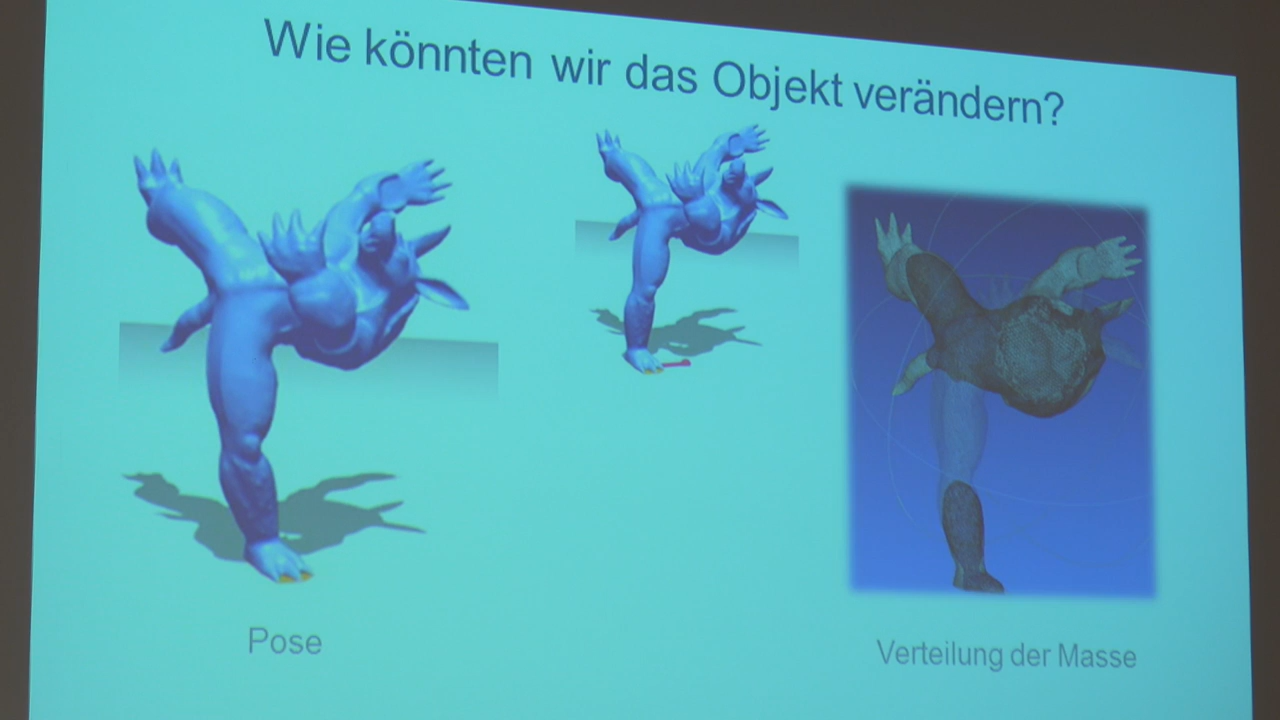 Wie könnten wir das Objekt verändern?
Pose
Verteilung der Masse